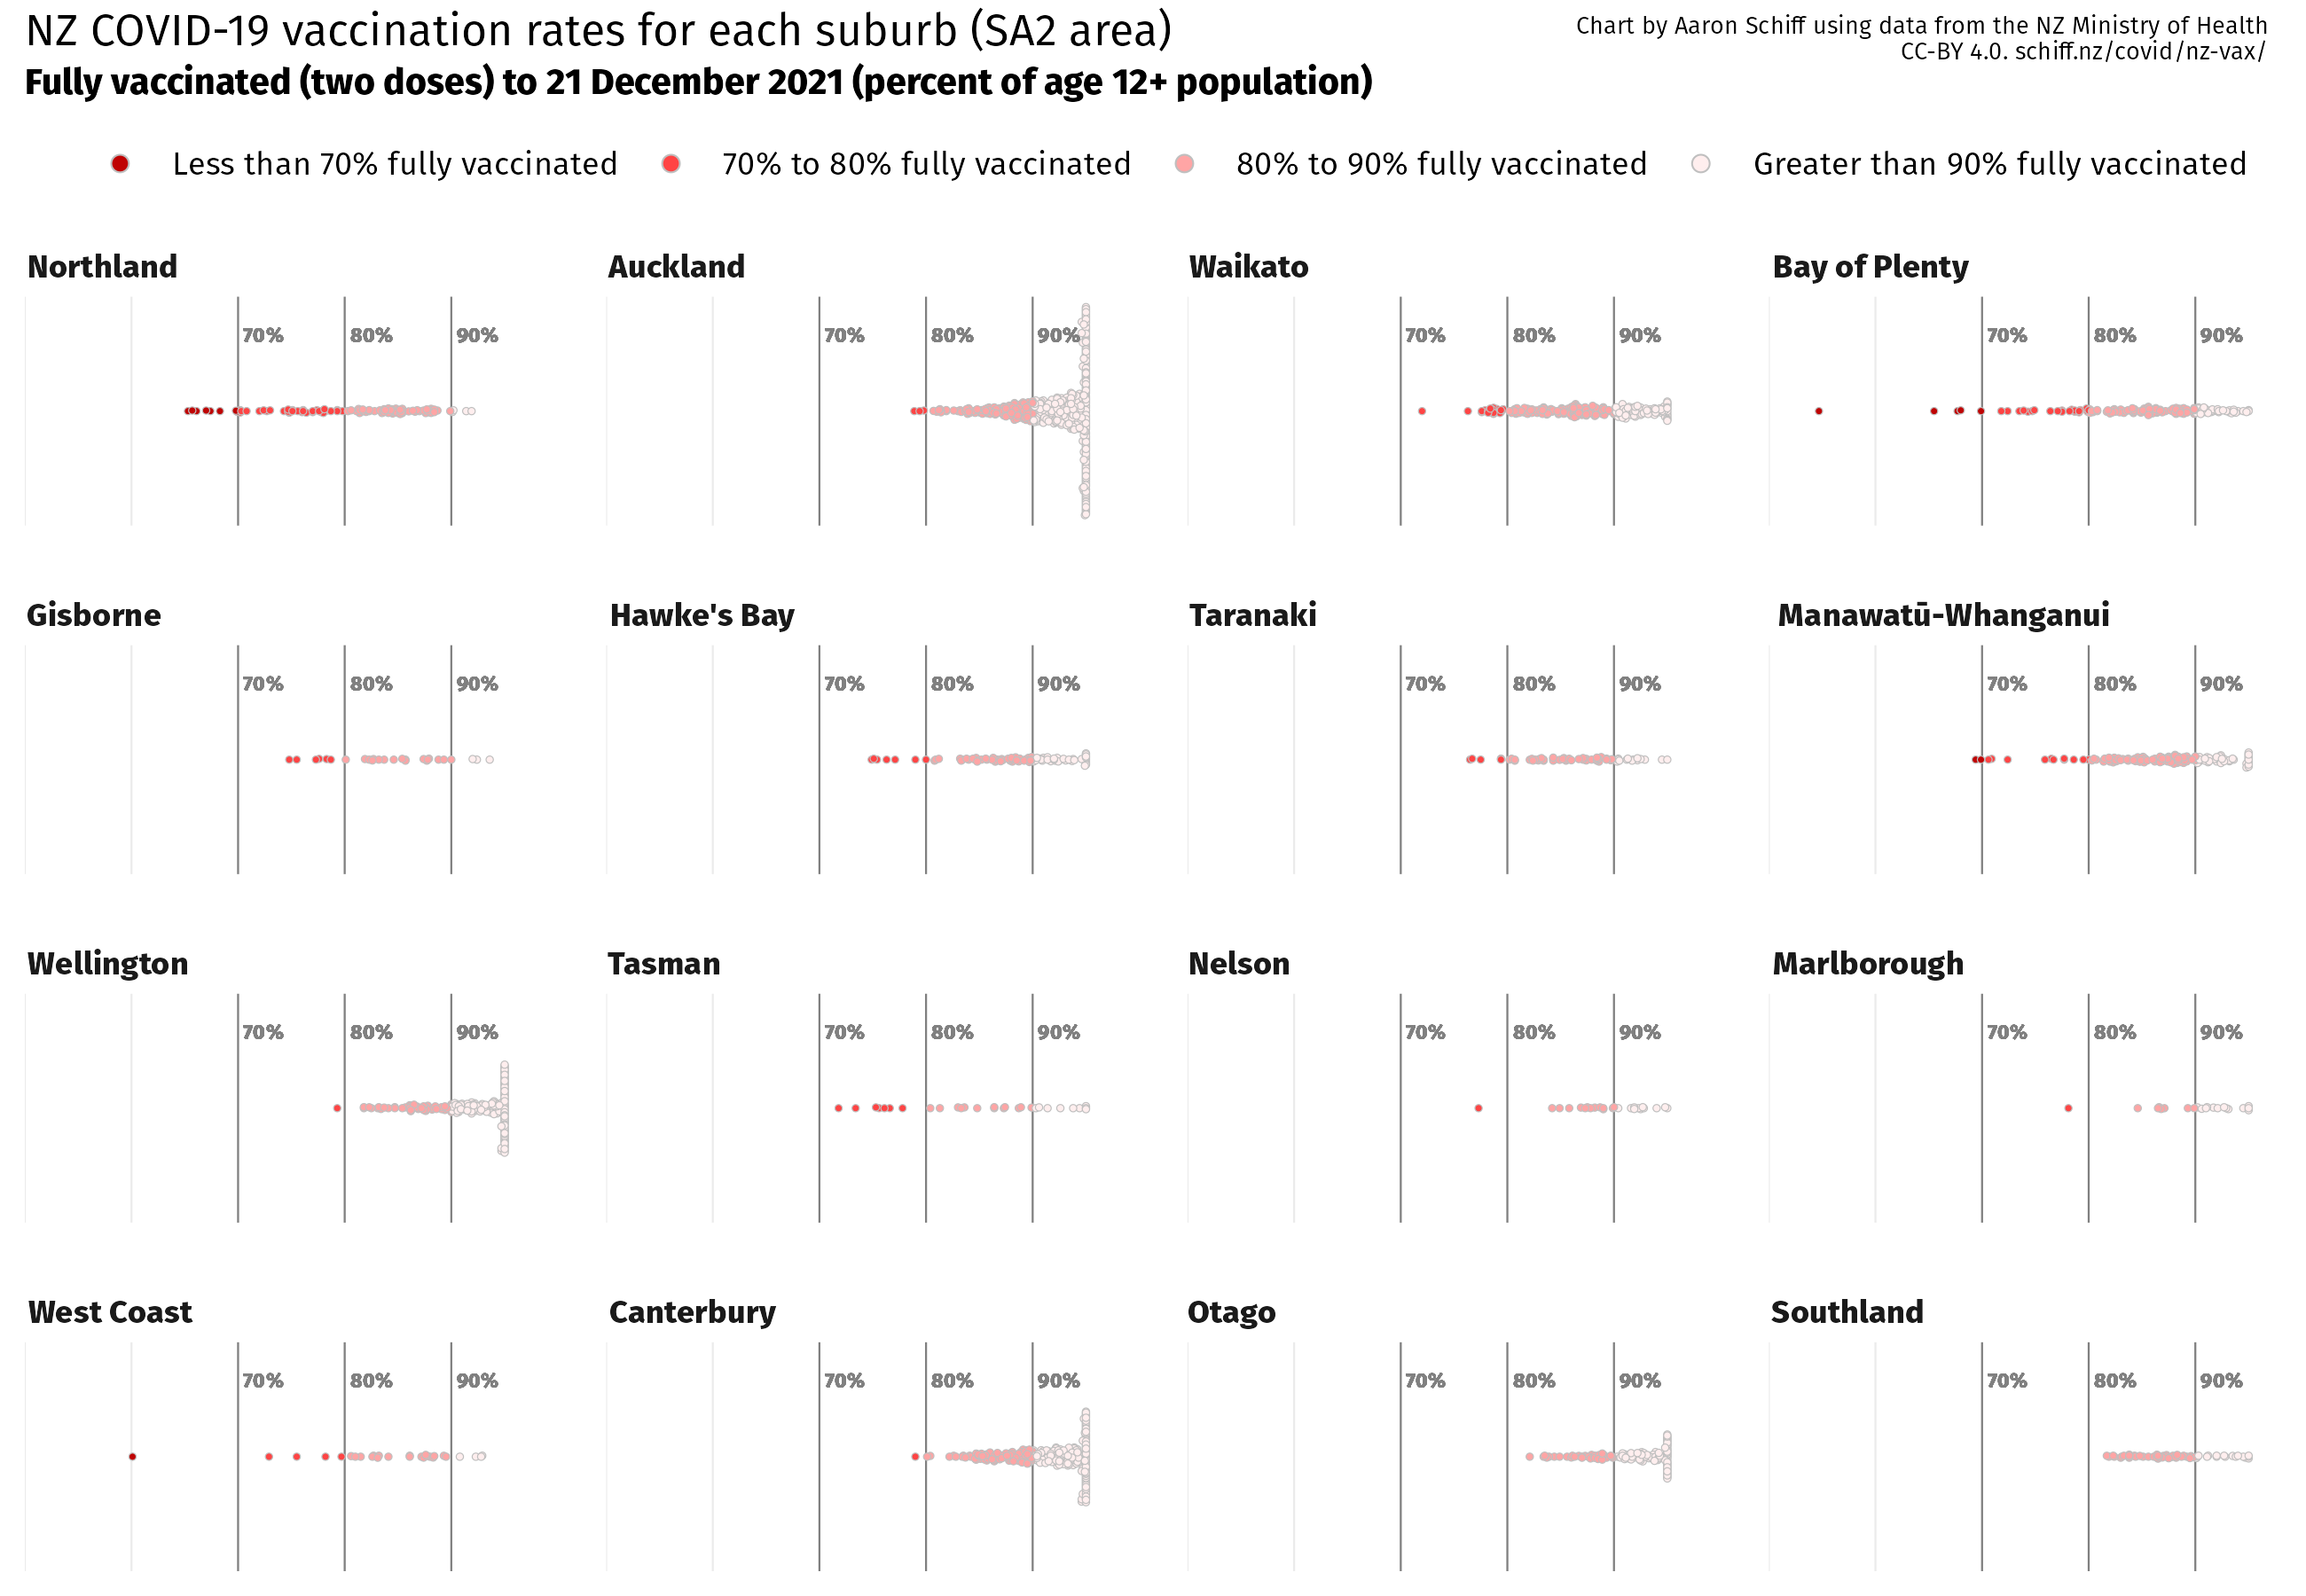 NZ COVID-19 vaccination rates for each suburb (SA2 area)
Fully vaccinated (two doses) to 21 December 2021 (percent of age 12+ population)
Chart by Aaron Schiff using data from the NZ Ministry of Health
CC-BY 4.0. schiff.nz/covid/nz-vax/
Less than 70% fully vaccinated 70% to 80% fully vaccinated 80% to 90% fully vaccinated Greater than 90% fully vaccinated
Northland Auckland Waikato Bay of Plenty
70% 80% 90% 70% 80% 90% 70% 80% 90% 70% 80% 90%
Gisborne Hawke's Bay Taranaki Manawatū-Whanganui
70% 80% 90% 70% 80% 90% 70% 80% 90% 70% 80% 90%
Wellington Tasman Nelson Marlborough
70% 80% 90% 70% 80% 90% 70% 80% 90% 70% 80% 90%
West Coast Canterbury Otago Southland
70% 80% 90% 70% 80% 90% 70% 80% 90% 70% 80% 90%